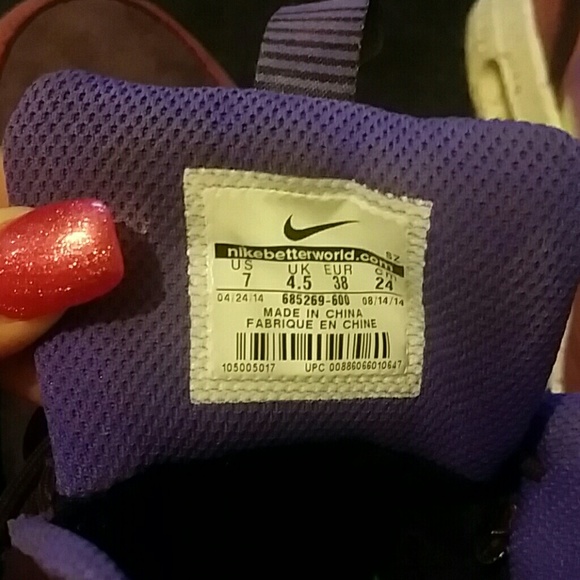 nikebetterworld.com SZ
US UK EUR cm
7 4.5 38 24
04/24/14 685269-600 08/14/14
MADE IN CHINA
FABRIQUE EN CHINE
105005017 UPC 00886066010647